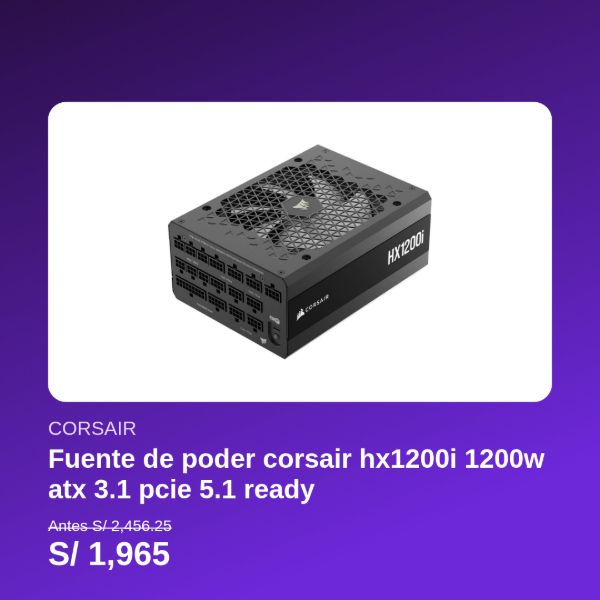 HX1200i
CORSAIR
CORSAIR
Fuente de poder corsair hx1200i 1200w
atx 3.1 pcie 5.1 ready
Antes S/ 2,456.25
S/ 1,965